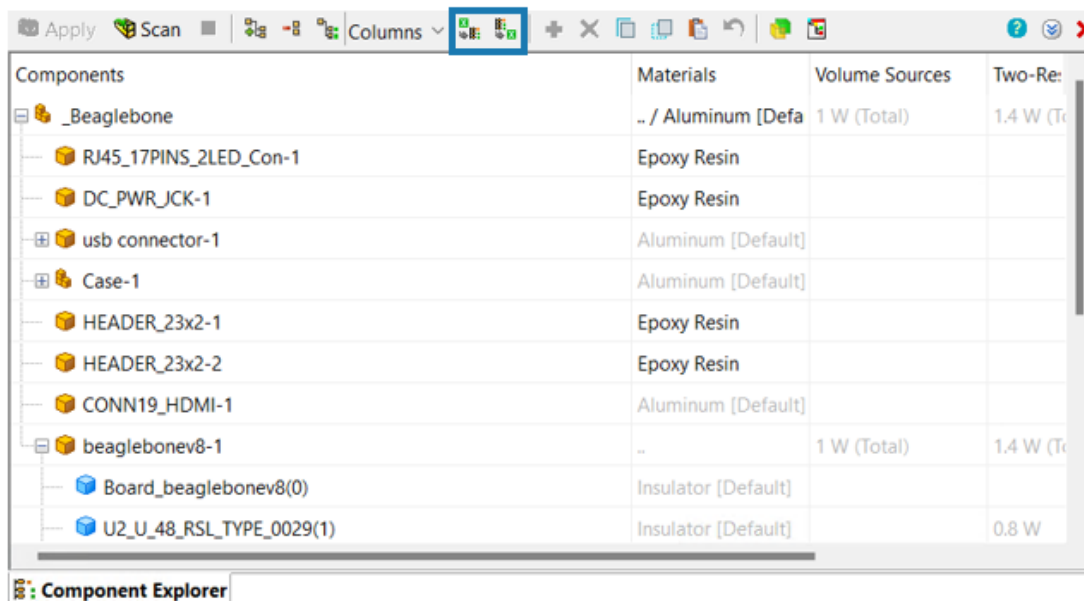 Apply Scan Columns
Components Materials Volume Sources Two-Re:
_Beaglebone .. / Aluminum [Defa 1 W (Total) 1.4 W (To
RJ45_17PINS_2LED_Con-1 Epoxy Resin
DC_PWR_JCK-1 Epoxy Resin
usb connector-1 Aluminum [Default]
Case-1 Aluminum [Default]
HEADER_23x2-1 Epoxy Resin
HEADER_23x2-2 Epoxy Resin
CONN19_HDMI-1 Aluminum [Default]
beaglebonev8-1 .. 1 W (Total) 1.4 W (To
Board_beaglebonev8(0) Insulator [Default]
U2_U_48_RSL_TYPE_0029(1) Insulator [Default] 0.8 W
Component Explorer